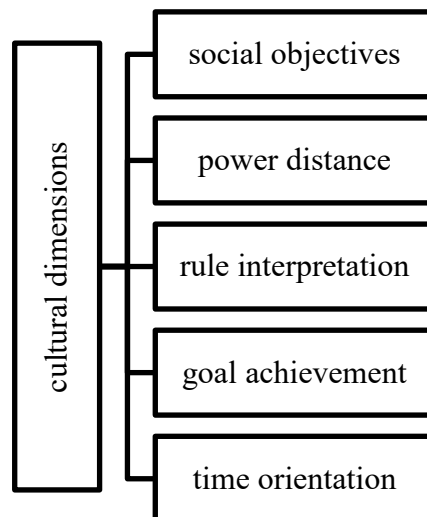 cultural dimensions
social objectives
power distance
rule interpretation
goal achievement
time orientation